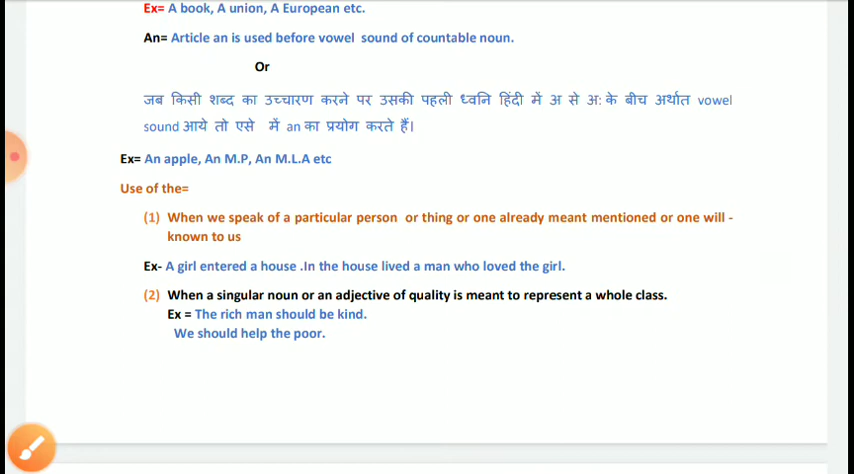 Ex= A book, A union, A European etc.
An= Article an is used before vowel sound of countable noun.
Or
जब किसी शब्द का उच्चारण करने पर उसकी पहली ध्वनि हिंदी में अ से अ: के बीच अर्थात vowel
sound आये तो एसे में an का प्रयोग करते हैं।
Ex= An apple, An M.P, An M.L.A etc
Use of the=
(1) When we speak of a particular person or thing or one already meant mentioned or one will -
known to us
Ex- A girl entered a house .In the house lived a man who loved the girl.
(2) When a singular noun or an adjective of quality is meant to represent a whole class.
Ex = The rich man should be kind.
We should help the poor.